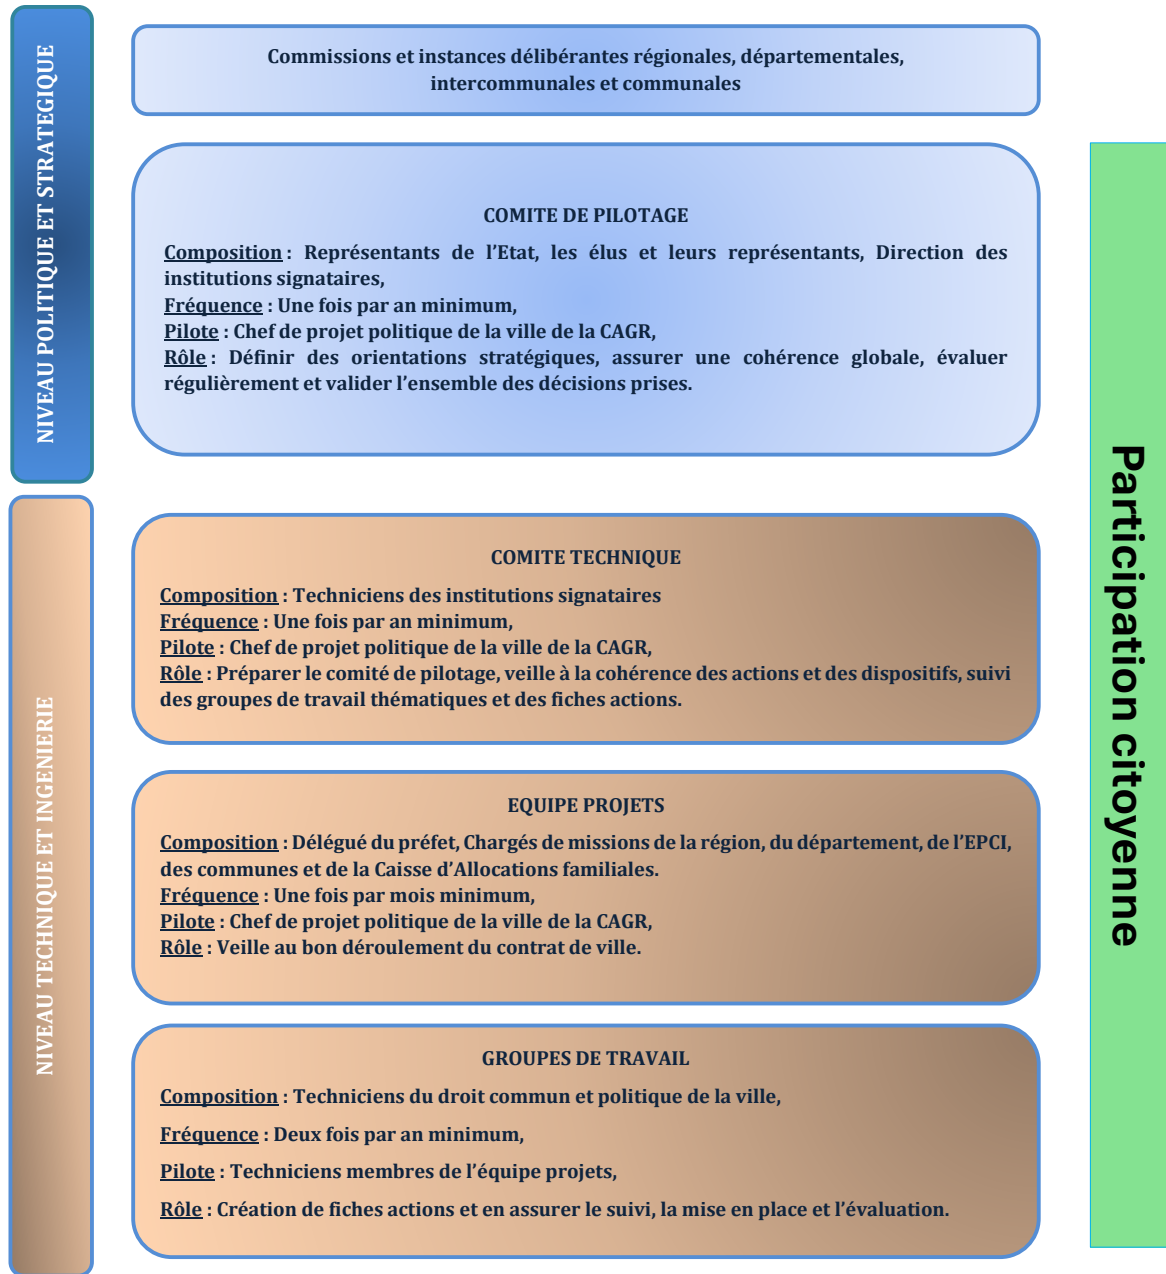 NIVEAU POLITIQUE ET STRATEGIQUE
Commissions et instances délibérantes régionales, départementales,
intercommunales et communales
COMITE DE PILOTAGE
Composition : Représentants de l'Etat, les élus et leurs représentants, Direction des
institutions signataires,
Fréquence : Une fois par an minimum,
Pilote : Chef de projet politique de la ville de la CAGR,
Rôle : Définir des orientations stratégiques, assurer une cohérence globale, évaluer
régulièrement et valider l'ensemble des décisions prises.
NIVEAU TECHNIQUE ET INGENIERIE
COMITE TECHNIQUE
Composition : Techniciens des institutions signataires
Fréquence : Une fois par an minimum,
Pilote : Chef de projet politique de la ville de la CAGR,
Rôle : Préparer le comité de pilotage, veille à la cohérence des actions et des dispositifs, suivi
des groupes de travail thématiques et des fiches actions.
EQUIPE PROJETS
Composition : Délégué du préfet, Chargés de missions de la région, du département, de l'EPCI,
des communes et de la Caisse d'Allocations familiales.
Fréquence : Une fois par mois minimum,
Pilote : Chef de projet politique de la ville de la CAGR,
Rôle : Veille au bon déroulement du contrat de ville.
GROUPES DE TRAVAIL
Composition : Techniciens du droit commun et politique de la ville,
Fréquence : Deux fois par an minimum,
Pilote : Techniciens membres de l'équipe projets,
Rôle : Création de fiches actions et en assurer le suivi, la mise en place et l'évaluation.
Participation citoyenne